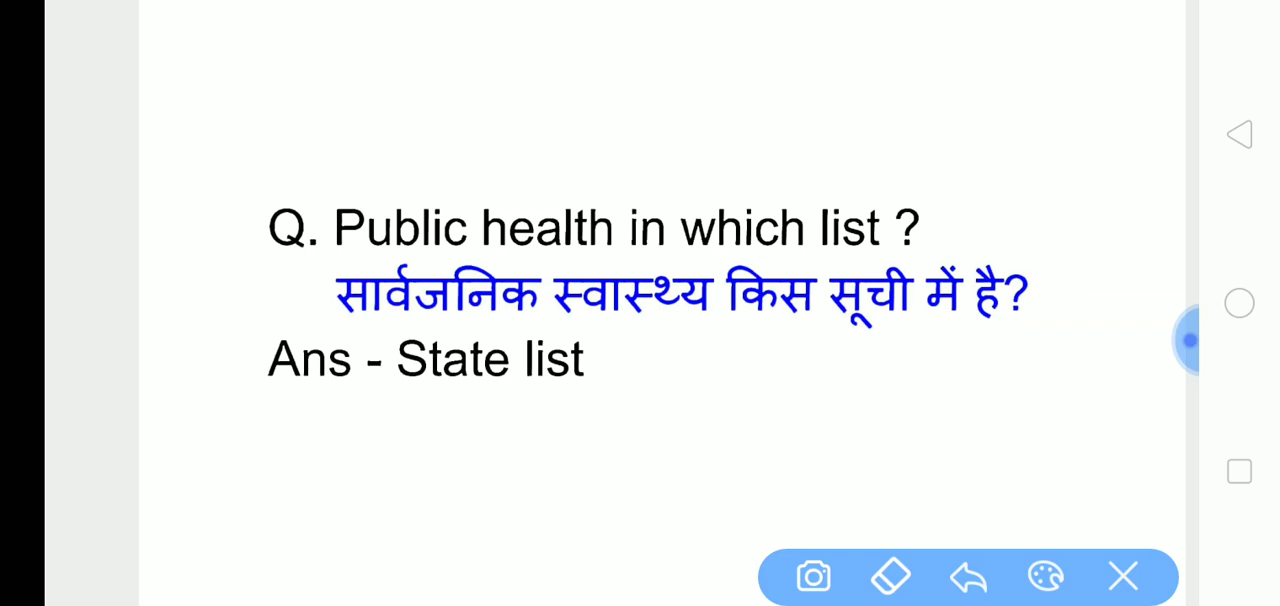 Q. Public health in which list ?
सार्वजनिक स्वास्थ्य किस सूची में है?
Ans - State list